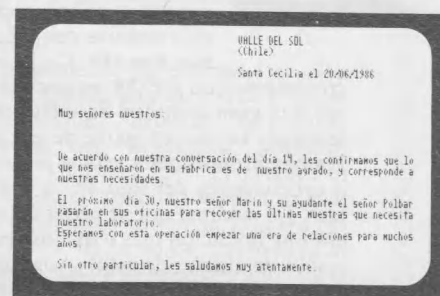 VALLE DEL SOL
(Chile)
Santa Cecilia el 20/06/1986
Muy señores nuestros:
De acuerdo con nuestra conversación del día 14, les confirmamos que lo
que nos enseñaron en su fabrica es de nuestro agrado, y corresponde a
nuestras necesidades.
El próximo día 30, nuestro señor Marin y su ayudante el señor Polbar
pasarán en sus oficinas para recoger las últimas muestras que necesita
nuestro laboratorio.
Esperamos con esta operación empezar una era de relaciones para muchos
años.
Sin otro particular, les saludamos muy atentamente.